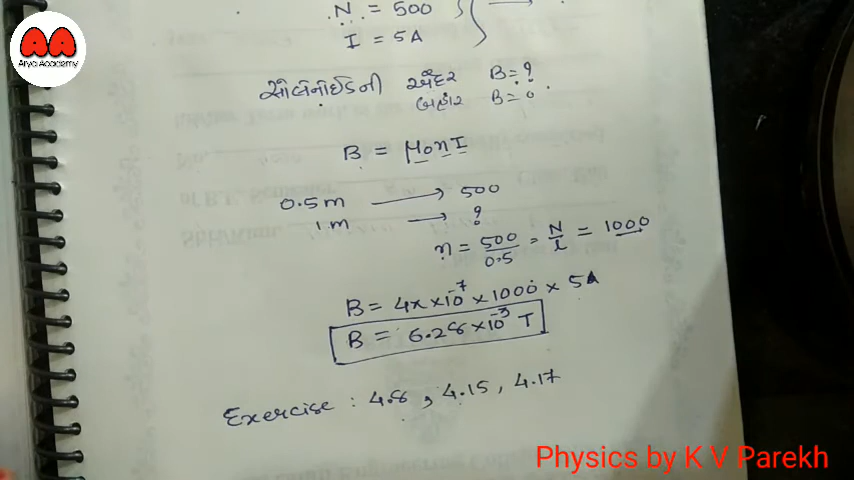 N = 500
I = 5A
સોલેનોઇડની અંદર B = ?
બહાર B = 0
B = μ₀nI
0.5m → 500
1m → ?
n = 500/0.5 = N/l = 1000
B = 4π×10⁻⁷ × 1000 × 5A
B = 6.28×10⁻³ T
Exercise : 4.8, 4.15, 4.17
Arya Academy
Physics by K V Parekh